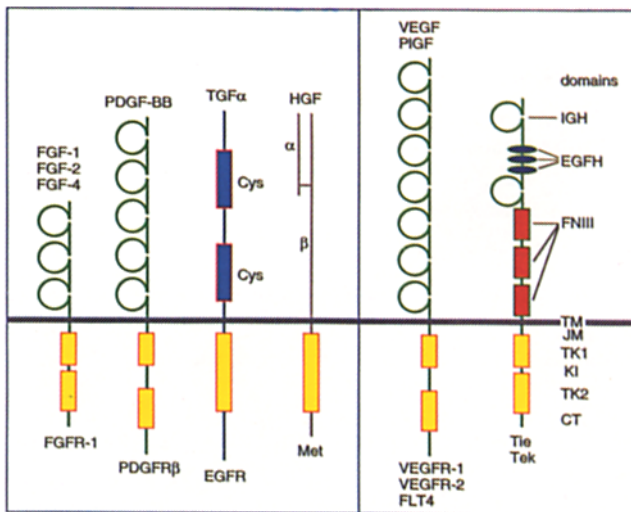 FGF-1
FGF-2
FGF-4
FGFR-1
PDGF-BB
PDGFRβ
TGFα
Cys
Cys
EGFR
HGF
α
β
Met
VEGF
PIGF
VEGFR-1
VEGFR-2
FLT4
domains
IGH
EGFH
FNIII
TM
JM
TK1
KI
TK2
CT
Tie
Tek